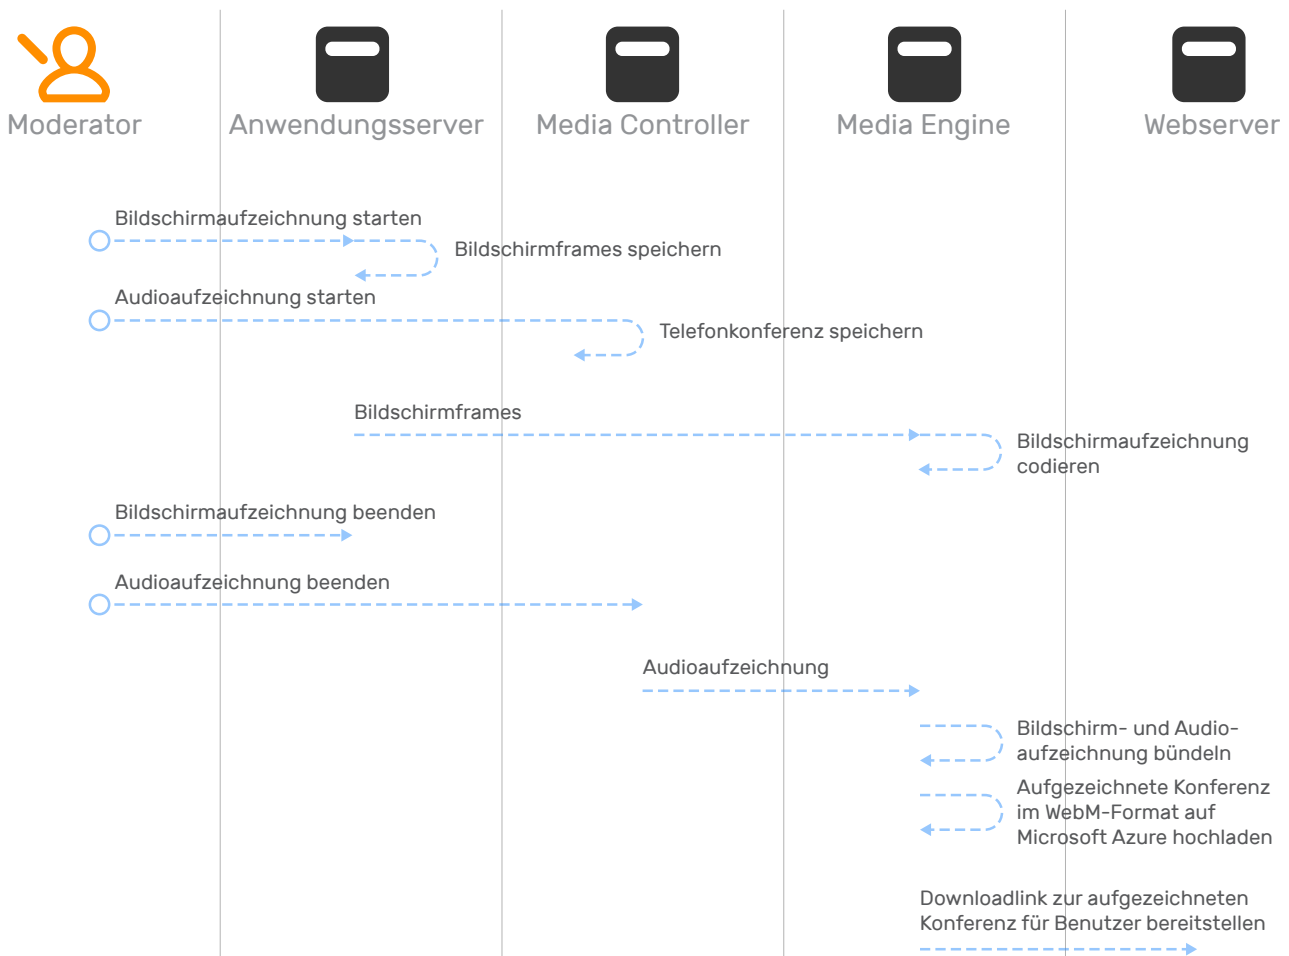 Moderator
Anwendungsserver
Media Controller
Media Engine
Webserver
Bildschirmaufzeichnung starten
Bildschirmframes speichern
Audioaufzeichnung starten
Telefonkonferenz speichern
Bildschirmframes
Bildschirmaufzeichnung
codieren
Bildschirmaufzeichnung beenden
Audioaufzeichnung beenden
Audioaufzeichnung
Bildschirm- und Audio-
aufzeichnung bündeln
Aufgezeichnete Konferenz
im WebM-Format auf
Microsoft Azure hochladen
Downloadlink zur aufgezeichneten
Konferenz für Benutzer bereitstellen